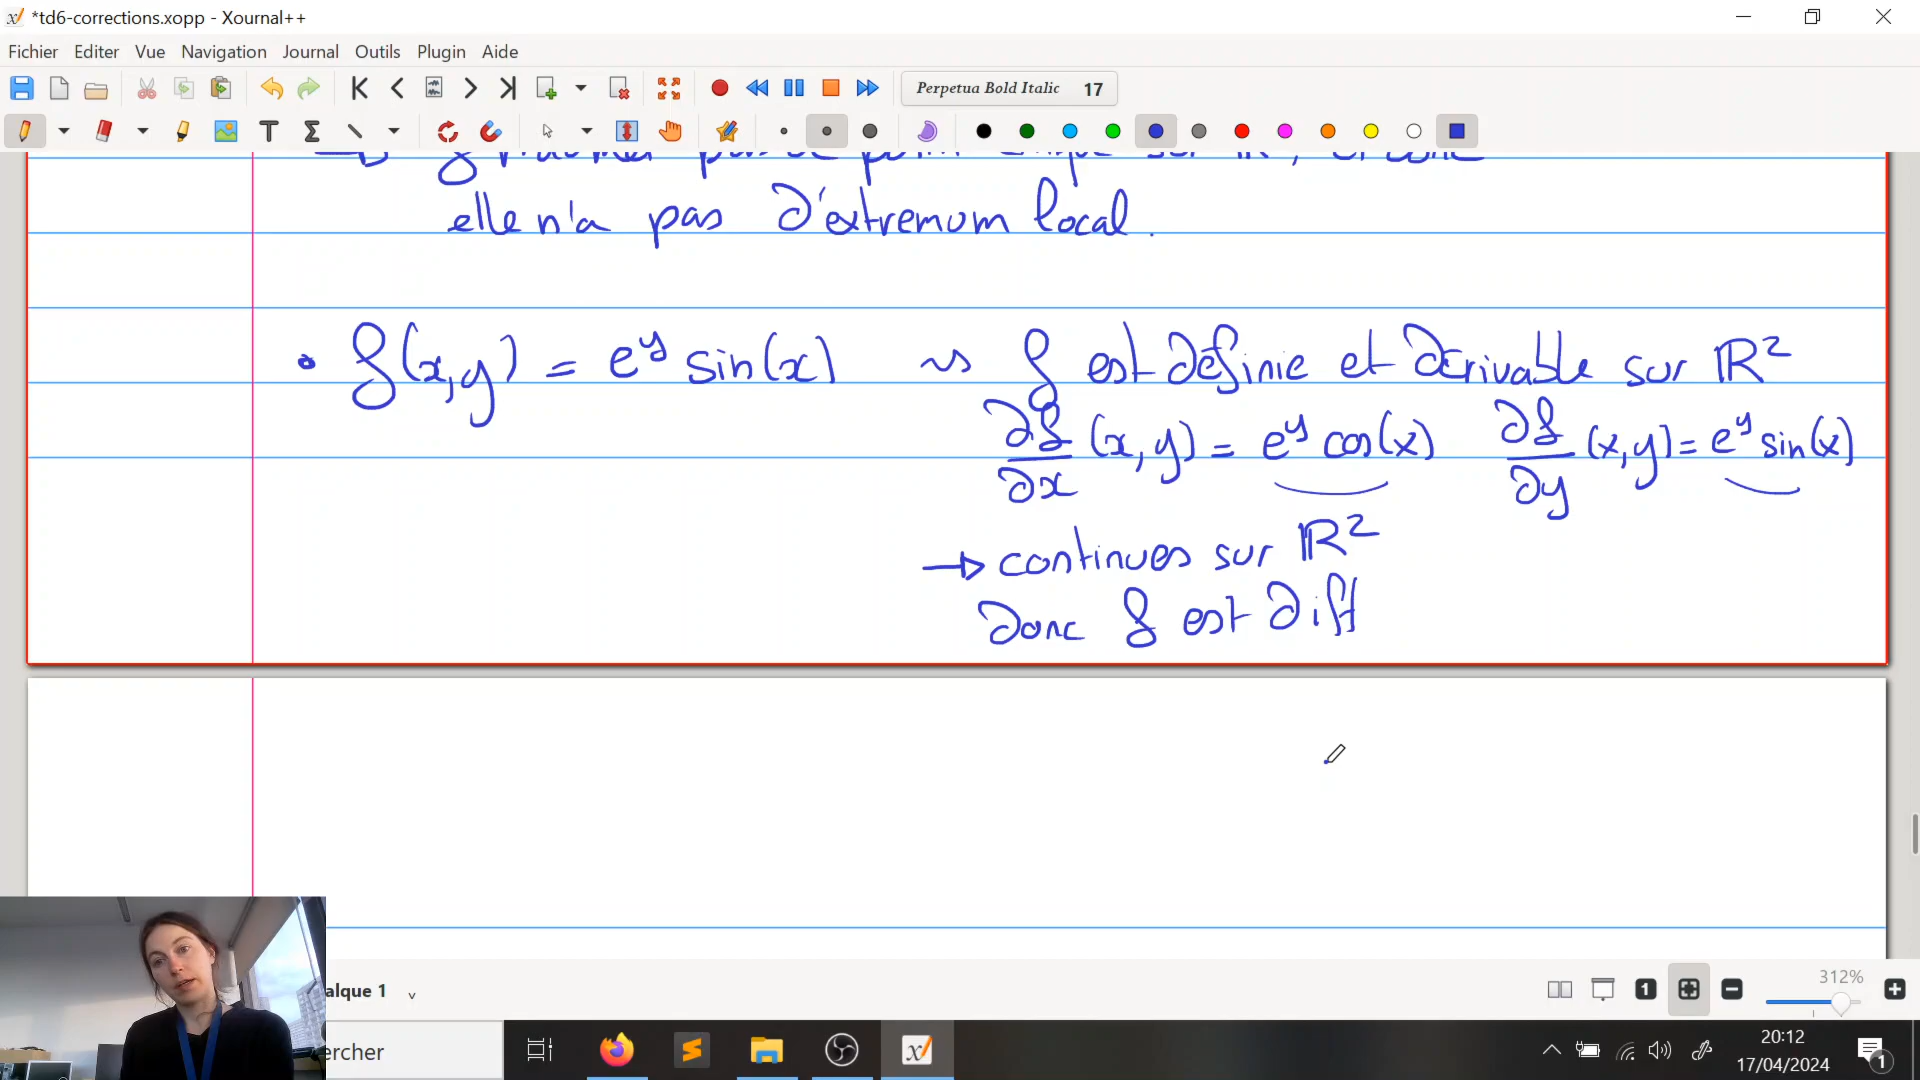 *td6-corrections.xopp - Xournal++
Fichier Editer Vue Navigation Journal Outils Plugin Aide
Perpetua Bold Italic 17
elle n'a pas d'extremum local.
• f(x,y) = e^y sin(x) ⇝ f est définie et dérivable sur ℝ²
∂f/∂x (x,y) = e^y cos(x) ∂f/∂y (x,y) = e^y sin(x)
→ continues sur ℝ²
Donc f est diff
alque 1
312%
ercher
20:12
17/04/2024
1